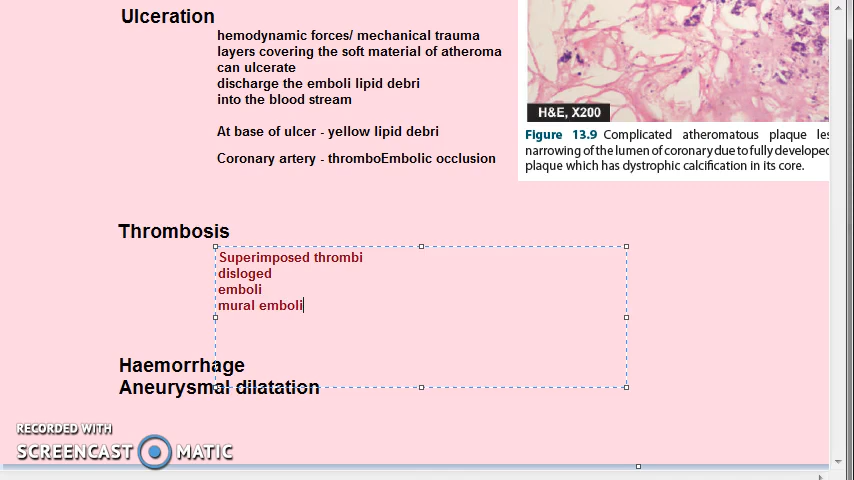 Ulceration
hemodynamic forces/ mechanical trauma
layers covering the soft material of atheroma
can ulcerate
discharge the emboli lipid debri
into the blood stream
At base of ulcer - yellow lipid debri
Coronary artery - thromboEmbolic occlusion
H&E, X200
Figure 13.9 Complicated atheromatous plaque les
narrowing of the lumen of coronary due to fully developed
plaque which has dystrophic calcification in its core.
Thrombosis
Superimposed thrombi
disloged
emboli
mural emboli
Haemorrhage
Aneurysmal dilatation
RECORDED WITH
SCREENCAST MATIC